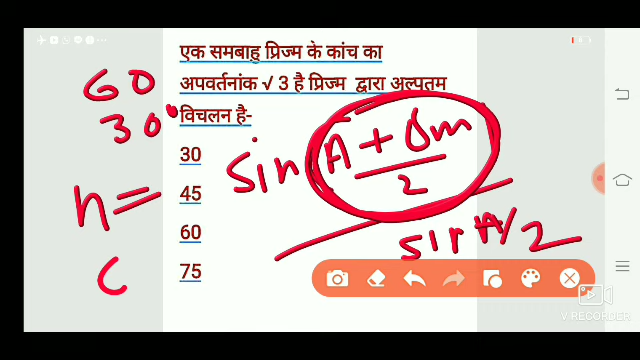 एक समबाहु प्रिज्म के कांच का
अपवर्तनांक √ 3 है प्रिज्म द्वारा अल्पतम
विचलन है-
30
45
60
75
60
30°
n =
sin (A + δm)
2
sin A/2
C
V RECORDER